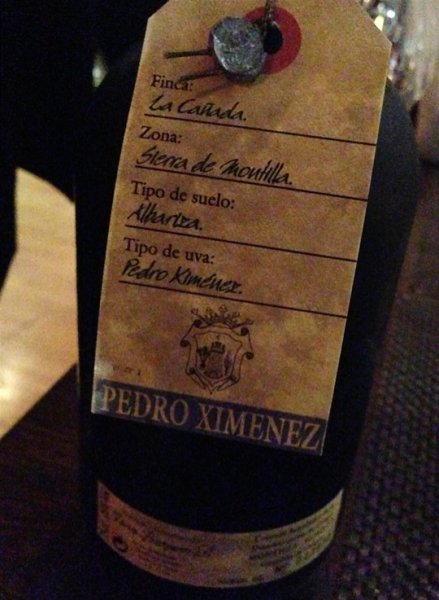 Finca:
La Cañada.
Zona:
Sierra de Montilla.
Tipo de suelo:
Albariza.
Tipo de uva:
Pedro Ximénez.
PEDRO XIMENEZ